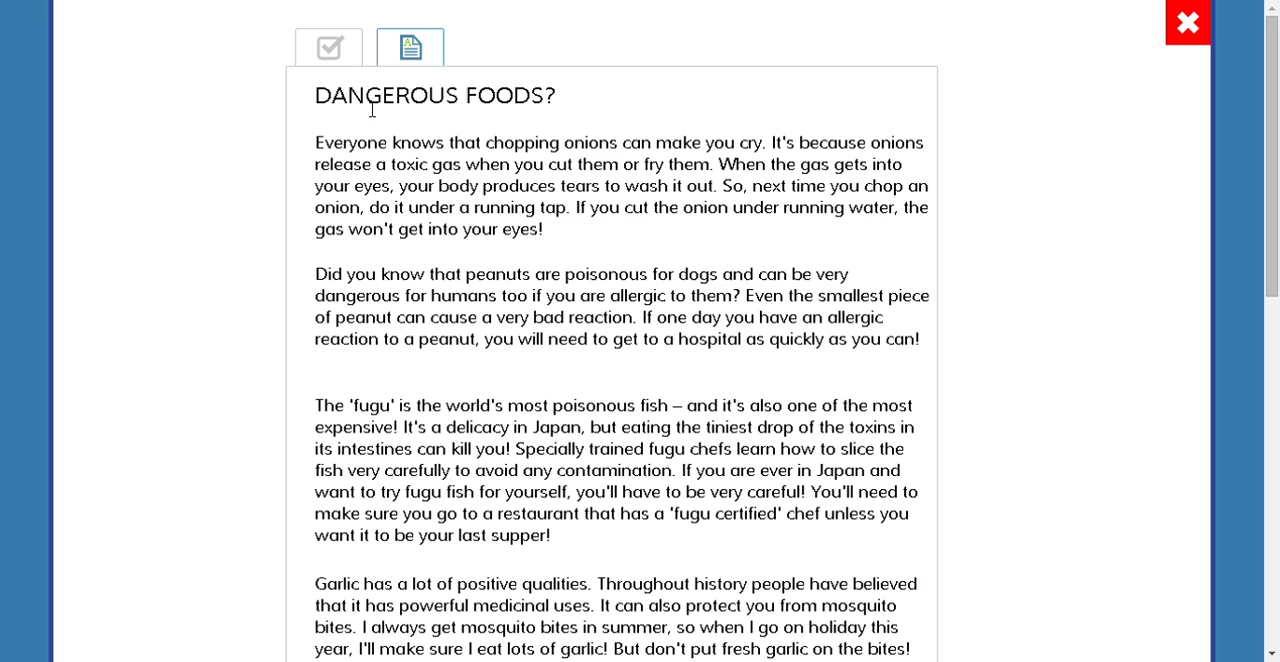 DANGEROUS FOODS?
Everyone knows that chopping onions can make you cry. It's because onions
release a toxic gas when you cut them or fry them. When the gas gets into
your eyes, your body produces tears to wash it out. So, next time you chop an
onion, do it under a running tap. If you cut the onion under running water, the
gas won't get into your eyes!
Did you know that peanuts are poisonous for dogs and can be very
dangerous for humans too if you are allergic to them? Even the smallest piece
of peanut can cause a very bad reaction. If one day you have an allergic
reaction to a peanut, you will need to get to a hospital as quickly as you can!
The 'fugu' is the world's most poisonous fish – and it's also one of the most
expensive! It's a delicacy in Japan, but eating the tiniest drop of the toxins in
its intestines can kill you! Specially trained fugu chefs learn how to slice the
fish very carefully to avoid any contamination. If you are ever in Japan and
want to try fugu fish for yourself, you'll have to be very careful! You'll need to
make sure you go to a restaurant that has a 'fugu certified' chef unless you
want it to be your last supper!
Garlic has a lot of positive qualities. Throughout history people have believed
that it has powerful medicinal uses. It can also protect you from mosquito
bites. I always get mosquito bites in summer, so when I go on holiday this
year, I'll make sure I eat lots of garlic! But don't put fresh garlic on the bites!